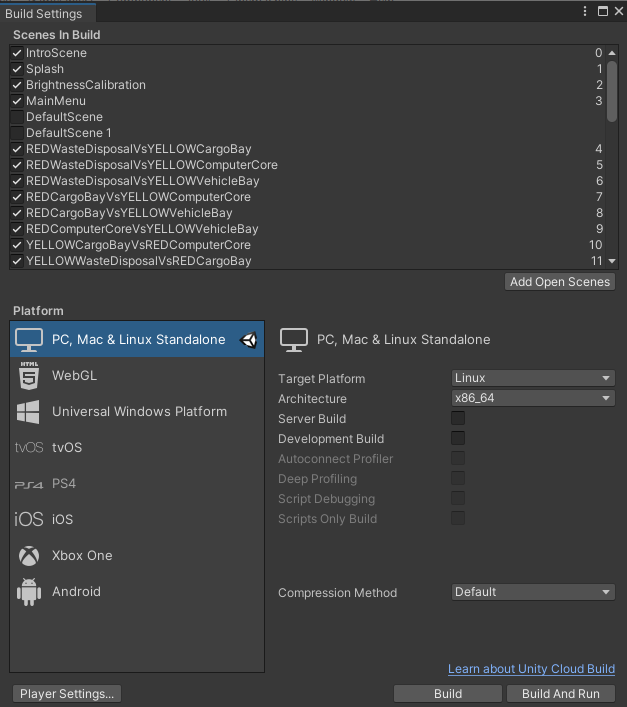 Build Settings
Scenes In Build
IntroScene 0
Splash 1
BrightnessCalibration 2
MainMenu 3
DefaultScene
DefaultScene 1
REDWasteDisposalVsYELLOWCargoBay 4
REDWasteDisposalVsYELLOWComputerCore 5
REDWasteDisposalVsYELLOWVehicleBay 6
REDCargoBayVsYELLOWComputerCore 7
REDCargoBayVsYELLOWVehicleBay 8
REDComputerCoreVsYELLOWVehicleBay 9
YELLOWCargoBayVsREDComputerCore 10
YELLOWWasteDisposalVsREDCargoBay 11
Add Open Scenes
Platform
PC, Mac & Linux Standalone
HTML 5 WebGL
Universal Windows Platform
tvOS tvOS
PS4 PS4
iOS iOS
Xbox One
Android
PC, Mac & Linux Standalone
Target Platform Linux
Architecture x86_64
Server Build
Development Build
Autoconnect Profiler
Deep Profiling
Script Debugging
Scripts Only Build
Compression Method Default
Learn about Unity Cloud Build
Player Settings... Build Build And Run